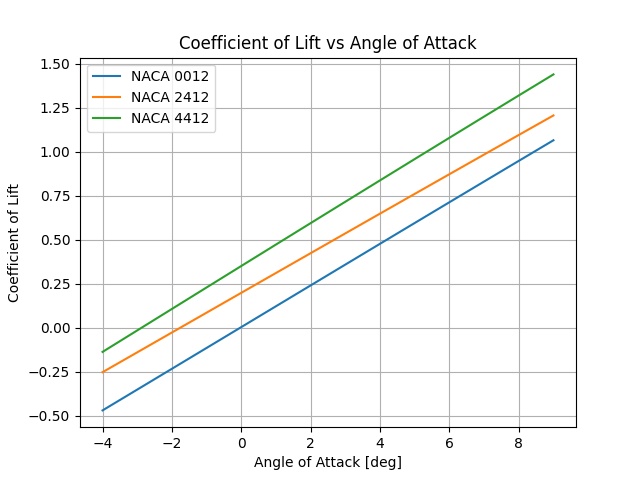 Coefficient of Lift vs Angle of Attack
1.50
1.25
1.00
0.75
0.50
0.25
0.00
−0.25
−0.50
Coefficient of Lift
NACA 0012
NACA 2412
NACA 4412
−4 −2 0 2 4 6 8
Angle of Attack [deg]